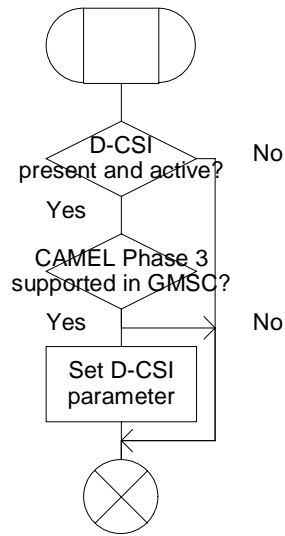 D-CSI
present and active?
No
Yes
CAMEL Phase 3
supported in GMSC?
Yes
No
Set D-CSI
parameter